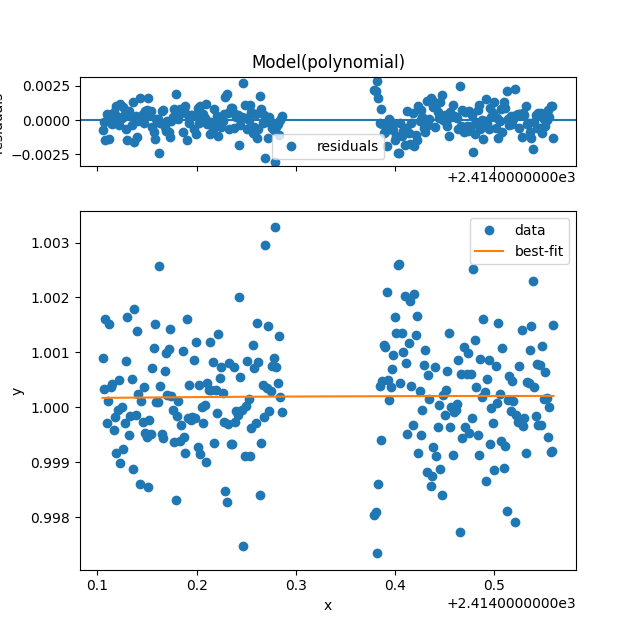 Model(polynomial)
0.0025
0.0000
−0.0025
residuals
residuals
+2.4140000000e3
1.003
1.002
1.001
1.000
0.999
0.998
y
data
best-fit
0.1 0.2 0.3 0.4 0.5
x
+2.4140000000e3